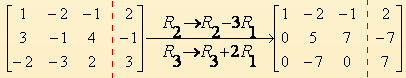 [ 1 -2 -1 | 2 ] R₂→R₂-3R₁ [ 1 -2 -1 | 2 ]
[ 3 -1 4 | -1 ] R₃→R₃+2R₁ [ 0 5 7 | -7 ]
[ -2 -3 2 | 3 ] [ 0 -7 0 | 7 ]